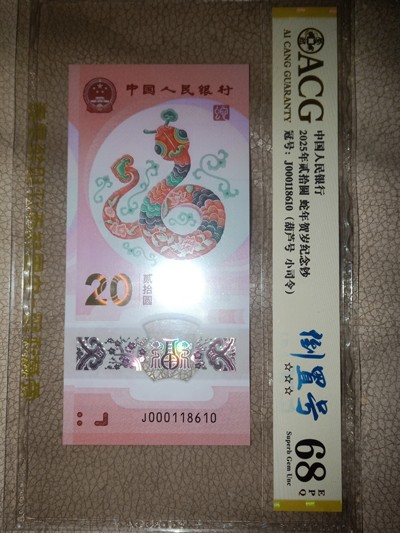 中国人民银行
20
贰拾圆
福
J000118610
ACG
AI CANG GUARANTY
中国人民银行
2025年贰拾圆 蛇年贺岁纪念钞
冠号：J000118610（葫芦号 小司令）
倒置号
☆☆☆
68
EPQ
Superb Gem Unc